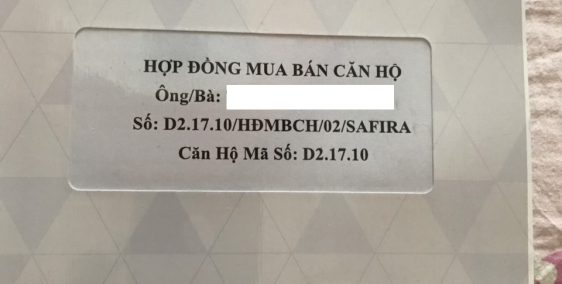 HỢP ĐỒNG MUA BÁN CĂN HỘ
Ông/Bà:
Số: D2.17.10/HĐMBCH/02/SAFIRA
Căn Hộ Mã Số: D2.17.10